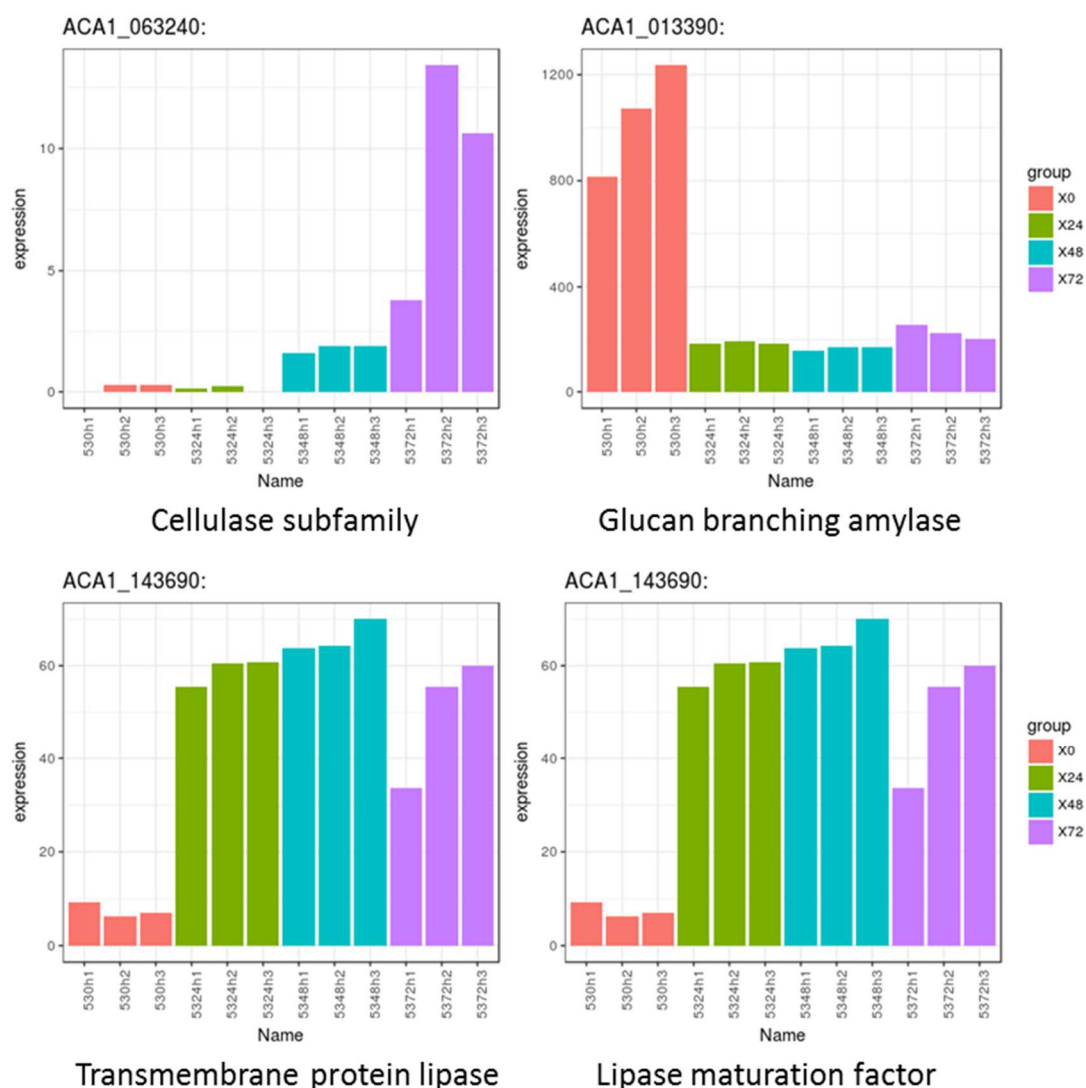 ACA1_063240:
expression
10
5
0
530h1
530h2
530h3
5324h1
5324h2
5324h3
5348h1
5348h2
5348h3
5372h1
5372h2
5372h3
Name
Cellulase subfamily
ACA1_013390:
expression
1200
800
400
0
530h1
530h2
530h3
5324h1
5324h2
5324h3
5348h1
5348h2
5348h3
5372h1
5372h2
5372h3
Name
Glucan branching amylase
group
X0
X24
X48
X72
ACA1_143690:
expression
60
40
20
0
530h1
530h2
530h3
5324h1
5324h2
5324h3
5348h1
5348h2
5348h3
5372h1
5372h2
5372h3
Name
Transmembrane protein lipase
ACA1_143690:
expression
60
40
20
0
530h1
530h2
530h3
5324h1
5324h2
5324h3
5348h1
5348h2
5348h3
5372h1
5372h2
5372h3
Name
Lipase maturation factor
group
X0
X24
X48
X72